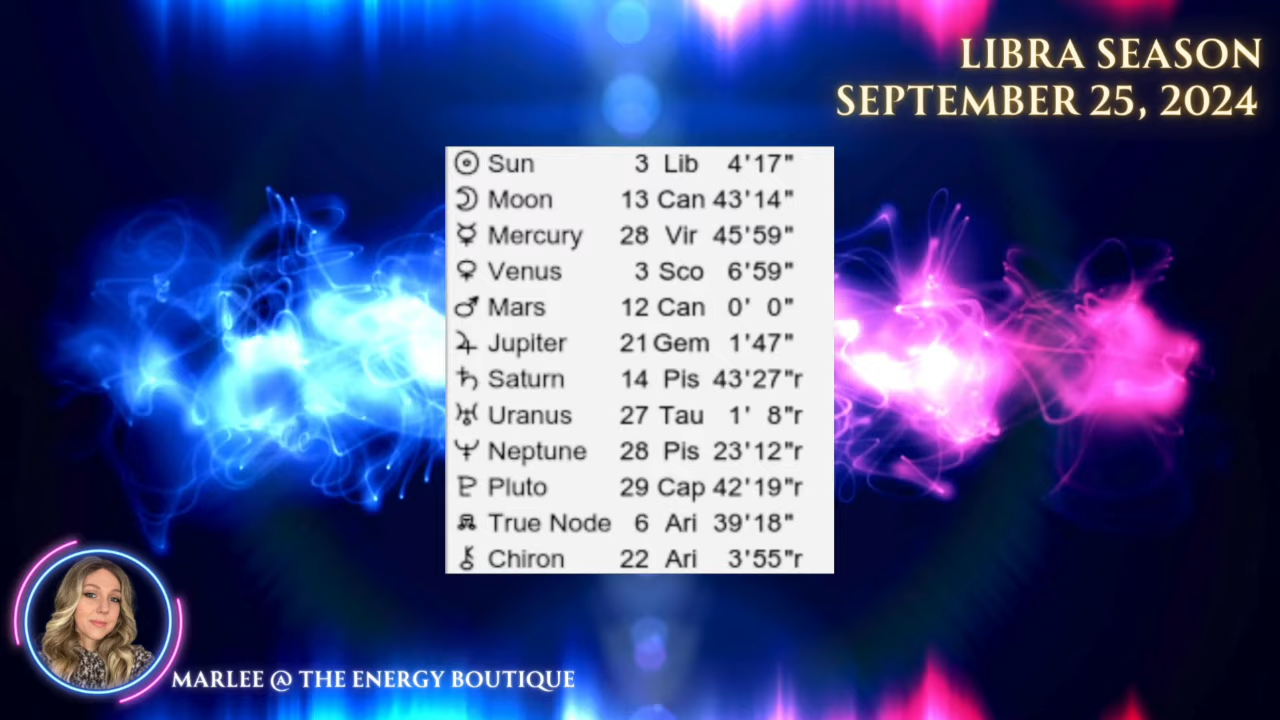 LIBRA SEASON
SEPTEMBER 25, 2024
☉ Sun 3 Lib 4'17"
☽ Moon 13 Can 43'14"
☿ Mercury 28 Vir 45'59"
♀ Venus 3 Sco 6'59"
♂ Mars 12 Can 0' 0"
♃ Jupiter 21 Gem 1'47"
♄ Saturn 14 Pis 43'27"r
♅ Uranus 27 Tau 1' 8"r
♆ Neptune 28 Pis 23'12"r
♇ Pluto 29 Cap 42'19"r
☊ True Node 6 Ari 39'18"
⚷ Chiron 22 Ari 3'55"r
MARLEE @ THE ENERGY BOUTIQUE